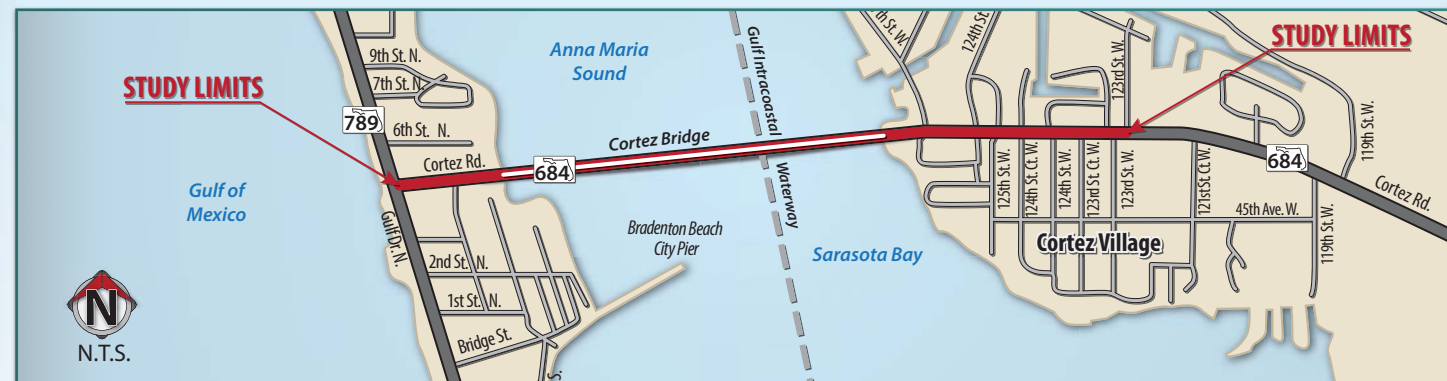 STUDY LIMITS
STUDY LIMITS
Anna Maria
Sound
Gulf of
Mexico
Sarasota Bay
Gulf Intracoastal
Waterway
Cortez Bridge
Bradenton Beach
City Pier
Cortez Village
789
684
684
9th St. N.
7th St. N.
6th St. N.
Cortez Rd.
Gulf Dr. N.
2nd St. N.
1st St. N.
Bridge St.
S.
124th St.
123rd St. W.
119th St. W.
125th St. W.
124th St. Ct. W.
124th St. W.
123rd St. Ct. W.
123rd St. W.
121st St. Ct. W.
45th Ave. W.
119th St. W.
Cortez Rd.
N
N.T.S.